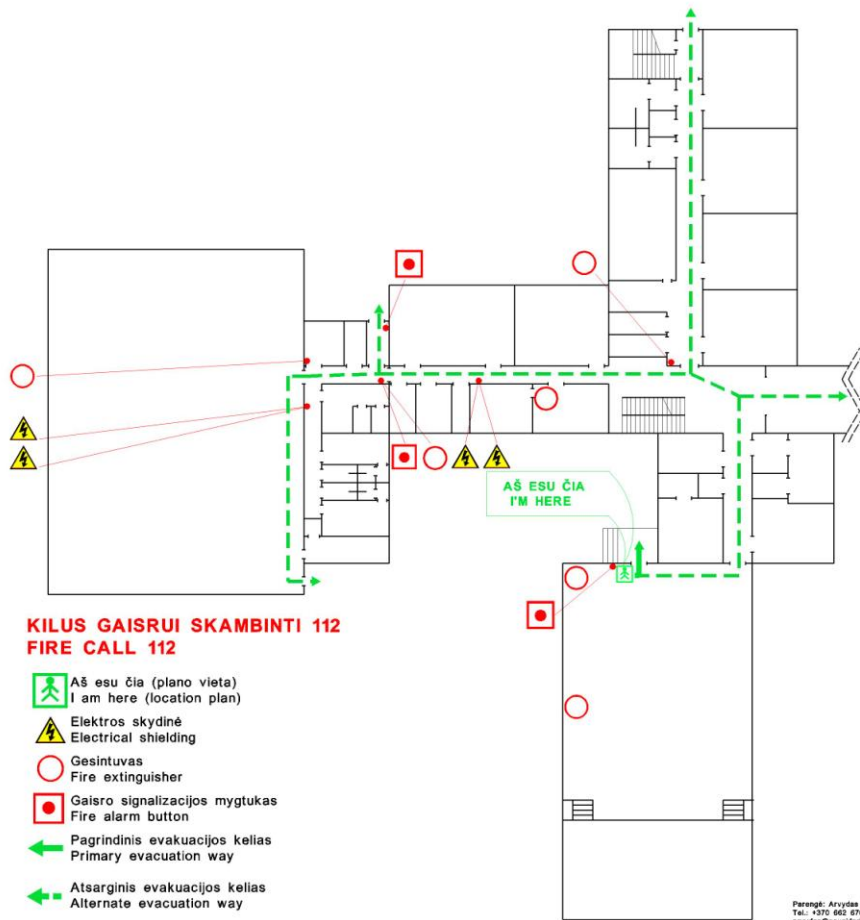 AŠ ESU ČIA
I'M HERE
KILUS GAISRUI SKAMBINTI 112
FIRE CALL 112
Aš esu čia (plano vieta)
I am here (location plan)
Elektros skydinė
Electrical shielding
Gesintuvas
Fire extinguisher
Gaisro signalizacijos mygtukas
Fire alarm button
Pagrindinis evakuacijos kelias
Primary evacuation way
Atsarginis evakuacijos kelias
Alternate evacuation way
Parengė: Arvydas
Tel.: +370 662